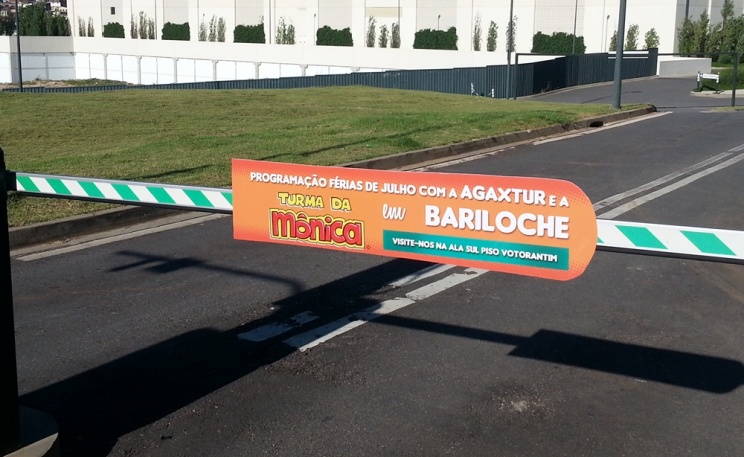 PROGRAMAÇÃO FÉRIAS DE JULHO COM A AGAXTUR E A
TURMA DA
Mônica
em
BARILOCHE
VISITE-NOS NA ALA SUL PISO VOTORANTIM